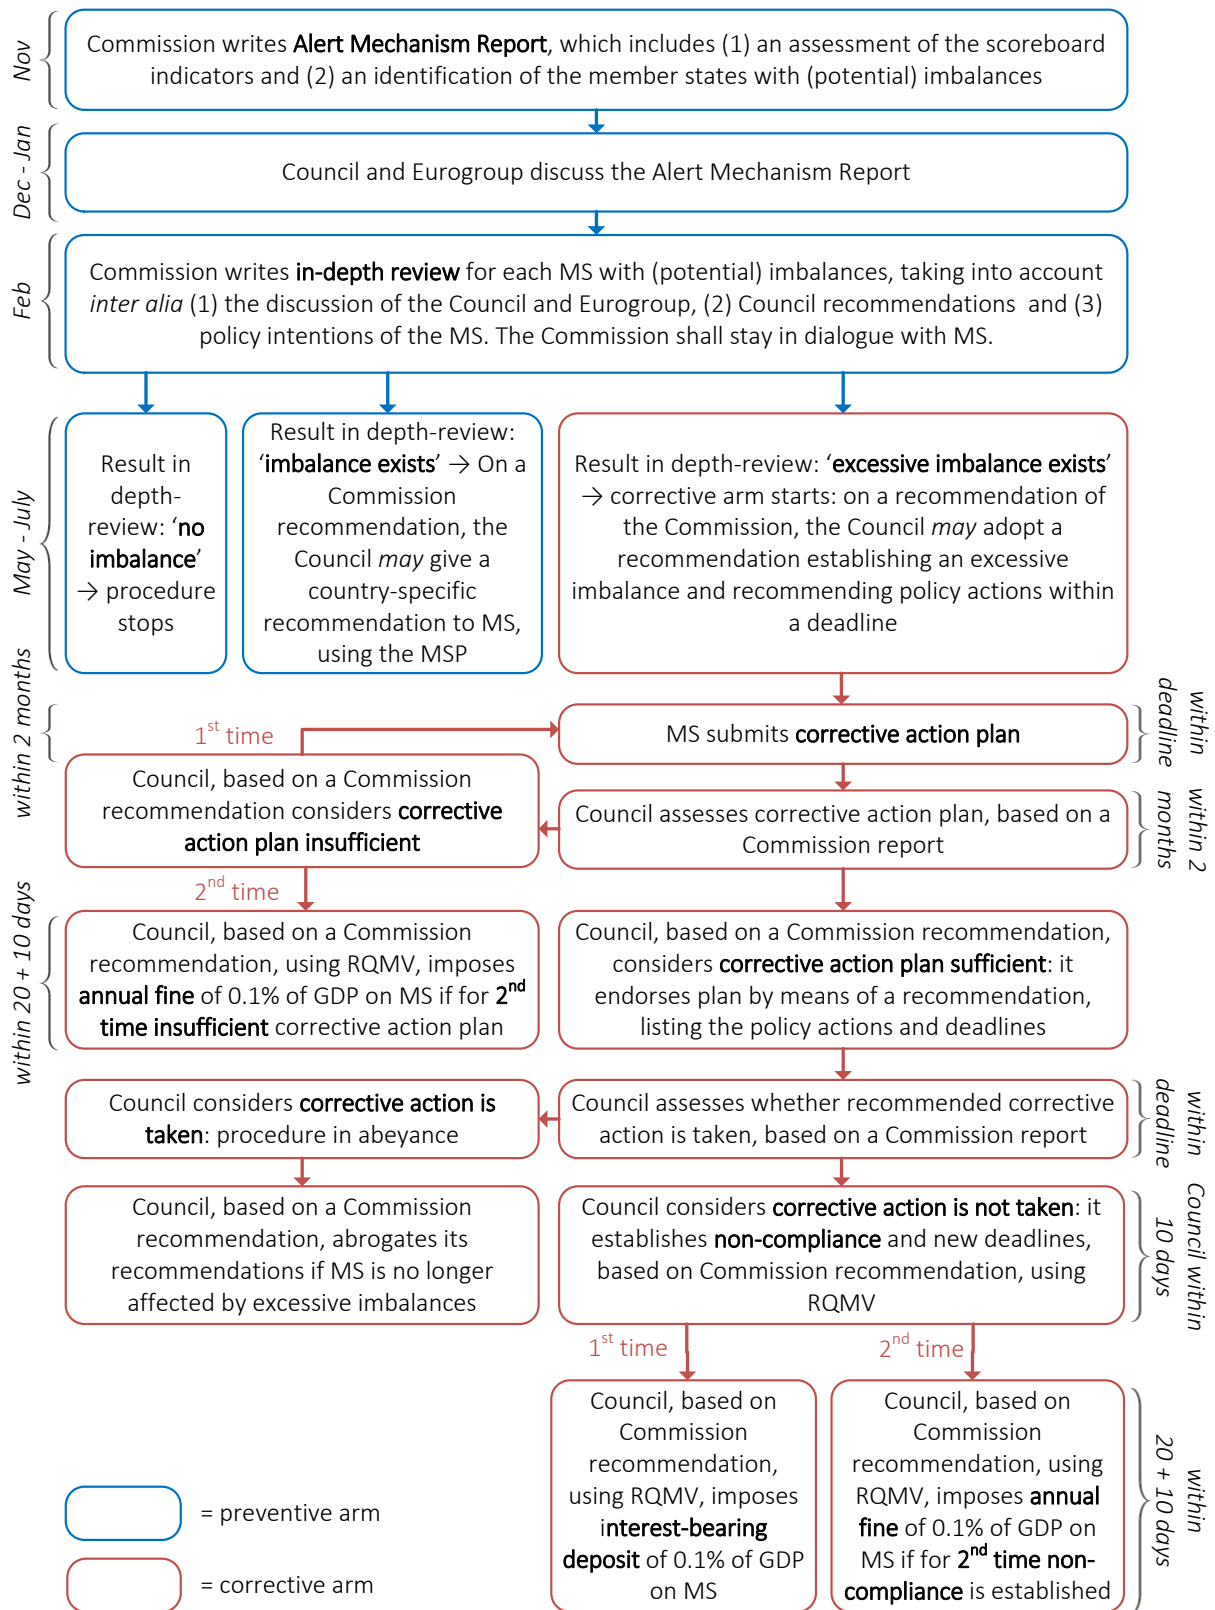 Nov
Commission writes Alert Mechanism Report, which includes (1) an assessment of the scoreboard
indicators and (2) an identification of the member states with (potential) imbalances
Dec - Jan
Council and Eurogroup discuss the Alert Mechanism Report
Feb
Commission writes in-depth review for each MS with (potential) imbalances, taking into account
inter alia (1) the discussion of the Council and Eurogroup, (2) Council recommendations and (3)
policy intentions of the MS. The Commission shall stay in dialogue with MS.
May - July
Result in
depth-
review: ‘no
imbalance’
→ procedure
stops
Result in depth-review:
‘imbalance exists’ → On a
Commission
recommendation, the
Council may give a
country-specific
recommendation to MS,
using the MSP
Result in depth-review: ‘excessive imbalance exists’
→ corrective arm starts: on a recommendation of
the Commission, the Council may adopt a
recommendation establishing an excessive
imbalance and recommending policy actions within
a deadline
within 2 months
1st time
MS submits corrective action plan
within
deadline
Council, based on a Commission
recommendation considers corrective
action plan insufficient
Council assesses corrective action plan, based on a
Commission report
within 2
months
2nd time
within 20 + 10 days
Council, based on a Commission
recommendation, using RQMV, imposes
annual fine of 0.1% of GDP on MS if for 2nd
time insufficient corrective action plan
Council, based on a Commission recommendation,
considers corrective action plan sufficient: it
endorses plan by means of a recommendation,
listing the policy actions and deadlines
Council considers corrective action is
taken: procedure in abeyance
Council assesses whether recommended corrective
action is taken, based on a Commission report
within
deadline
Council, based on a Commission
recommendation, abrogates its
recommendations if MS is no longer
affected by excessive imbalances
Council considers corrective action is not taken: it
establishes non-compliance and new deadlines,
based on Commission recommendation, using
RQMV
Council within
10 days
1st time
2nd time
Council, based on
Commission
recommendation,
using RQMV, imposes
interest-bearing
deposit of 0.1% of GDP
on MS
Council, based on
Commission
recommendation, using
RQMV, imposes annual
fine of 0.1% of GDP on
MS if for 2nd time non-
compliance is established
within
20 + 10 days
= preventive arm
= corrective arm